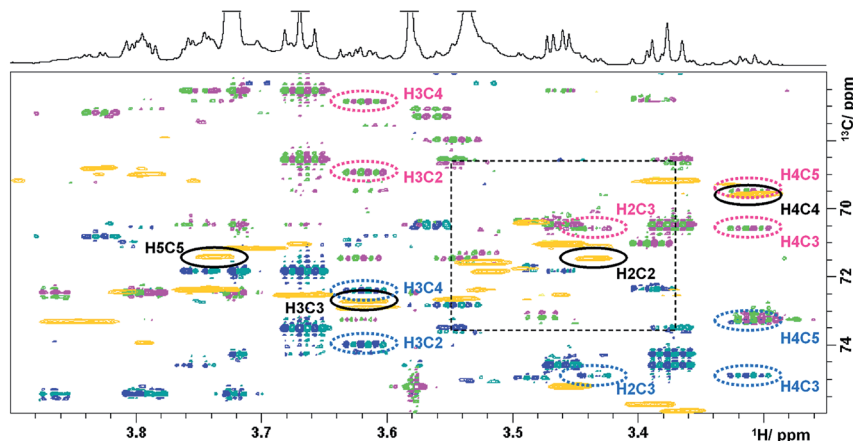 H3C4
¹³C/ ppm
H3C2
H4C5
70
H2C3
H4C4
H5C5
H4C3
H2C2
72
H3C4
H3C3
H4C5
H3C2
74
H2C3
H4C3
3.8
3.7
3.6
3.5
3.4
¹H/ ppm